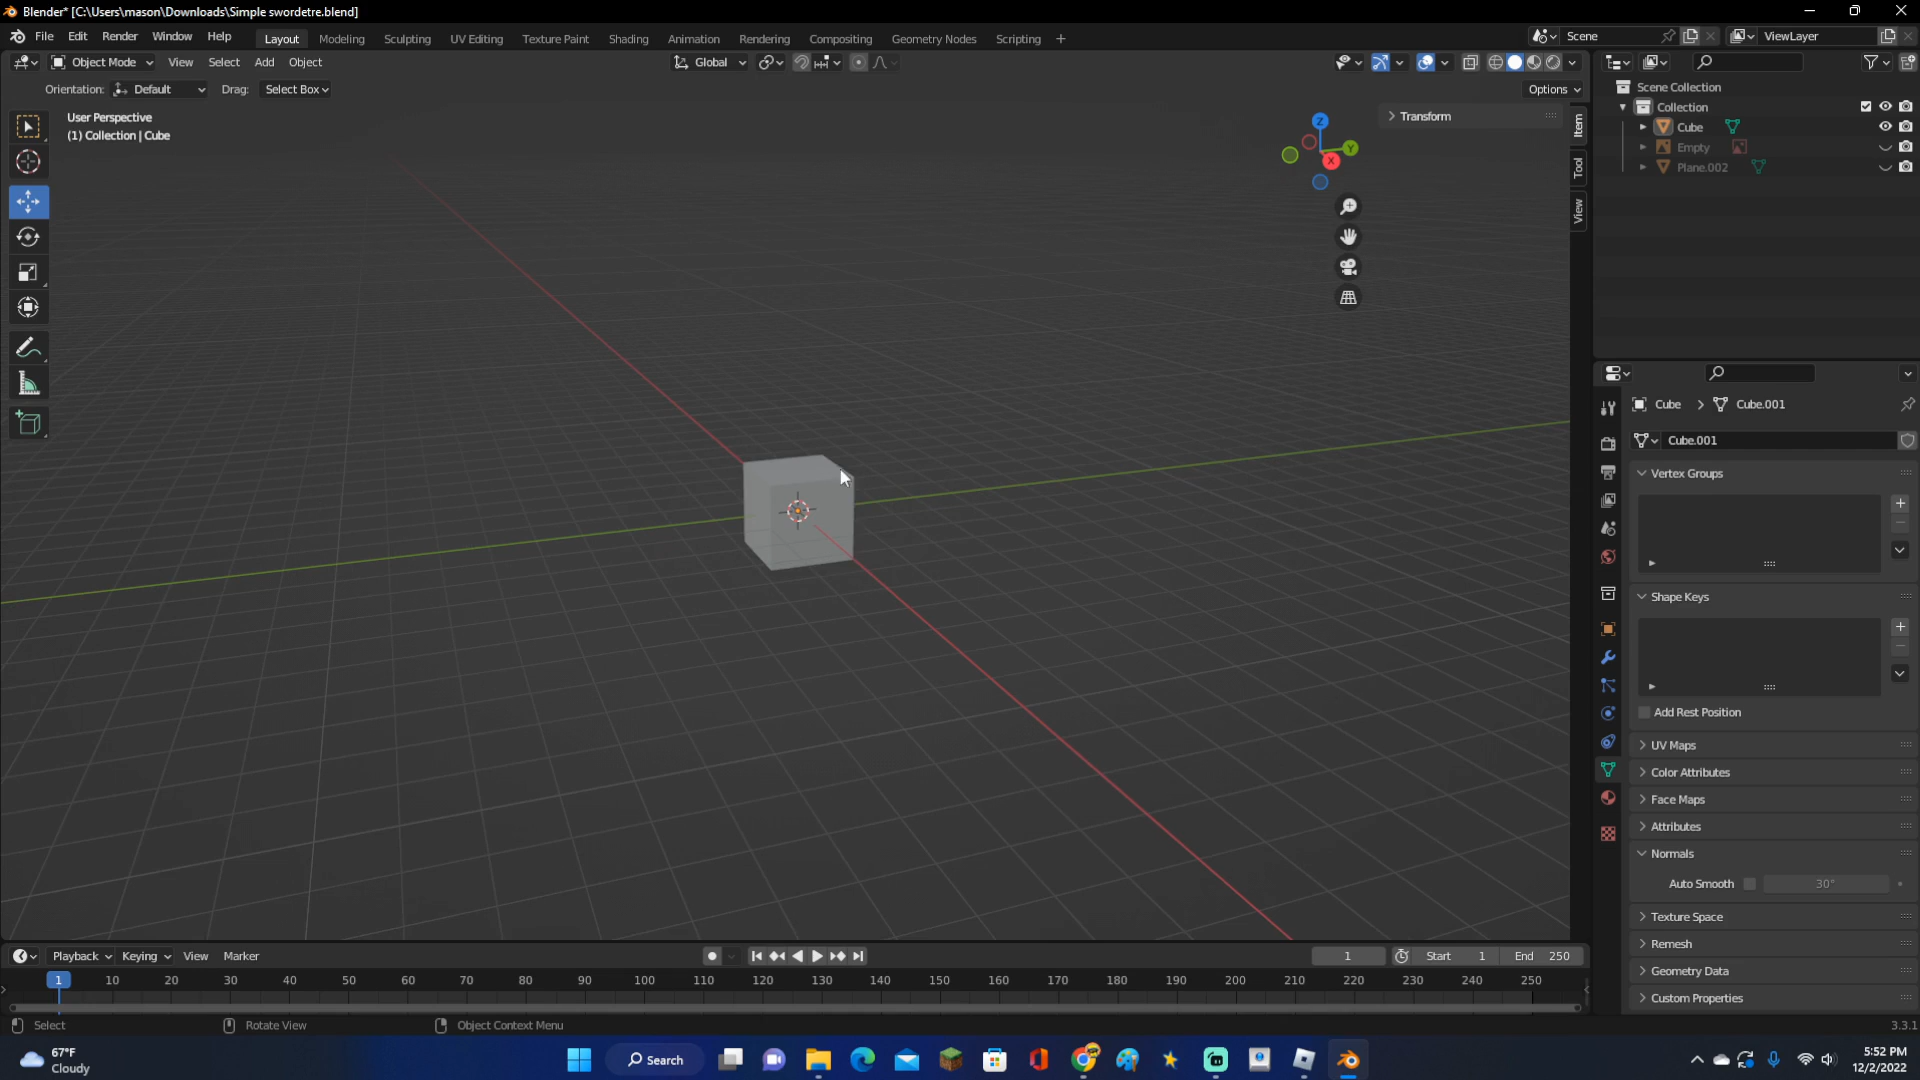 Blender* [C:\Users\mason\Downloads\Simple swordetre.blend]
File Edit Render Window Help Layout Modeling Sculpting UV Editing Texture Paint Shading Animation Rendering Compositing Geometry Nodes Scripting + Scene ViewLayer
Object Mode View Select Add Object Global
Orientation: Default Drag: Select Box Options
User Perspective
(1) Collection | Cube
Z
Y
X
Transform
Item
Tool
View
Scene Collection
Collection
Cube
Empty
Plane.002
Cube > Cube.001
Cube.001
Vertex Groups
Shape Keys
Add Rest Position
UV Maps
Color Attributes
Face Maps
Attributes
Normals
Auto Smooth 30°
Texture Space
Remesh
Geometry Data
Custom Properties
Playback Keying View Marker 1 Start 1 End 250
1 10 20 30 40 50 60 70 80 90 100 110 120 130 140 150 160 170 180 190 200 210 220 230 240 250
Select Rotate View Object Context Menu 3.3.1
67°F
Cloudy
Search
5:52 PM
12/2/2022